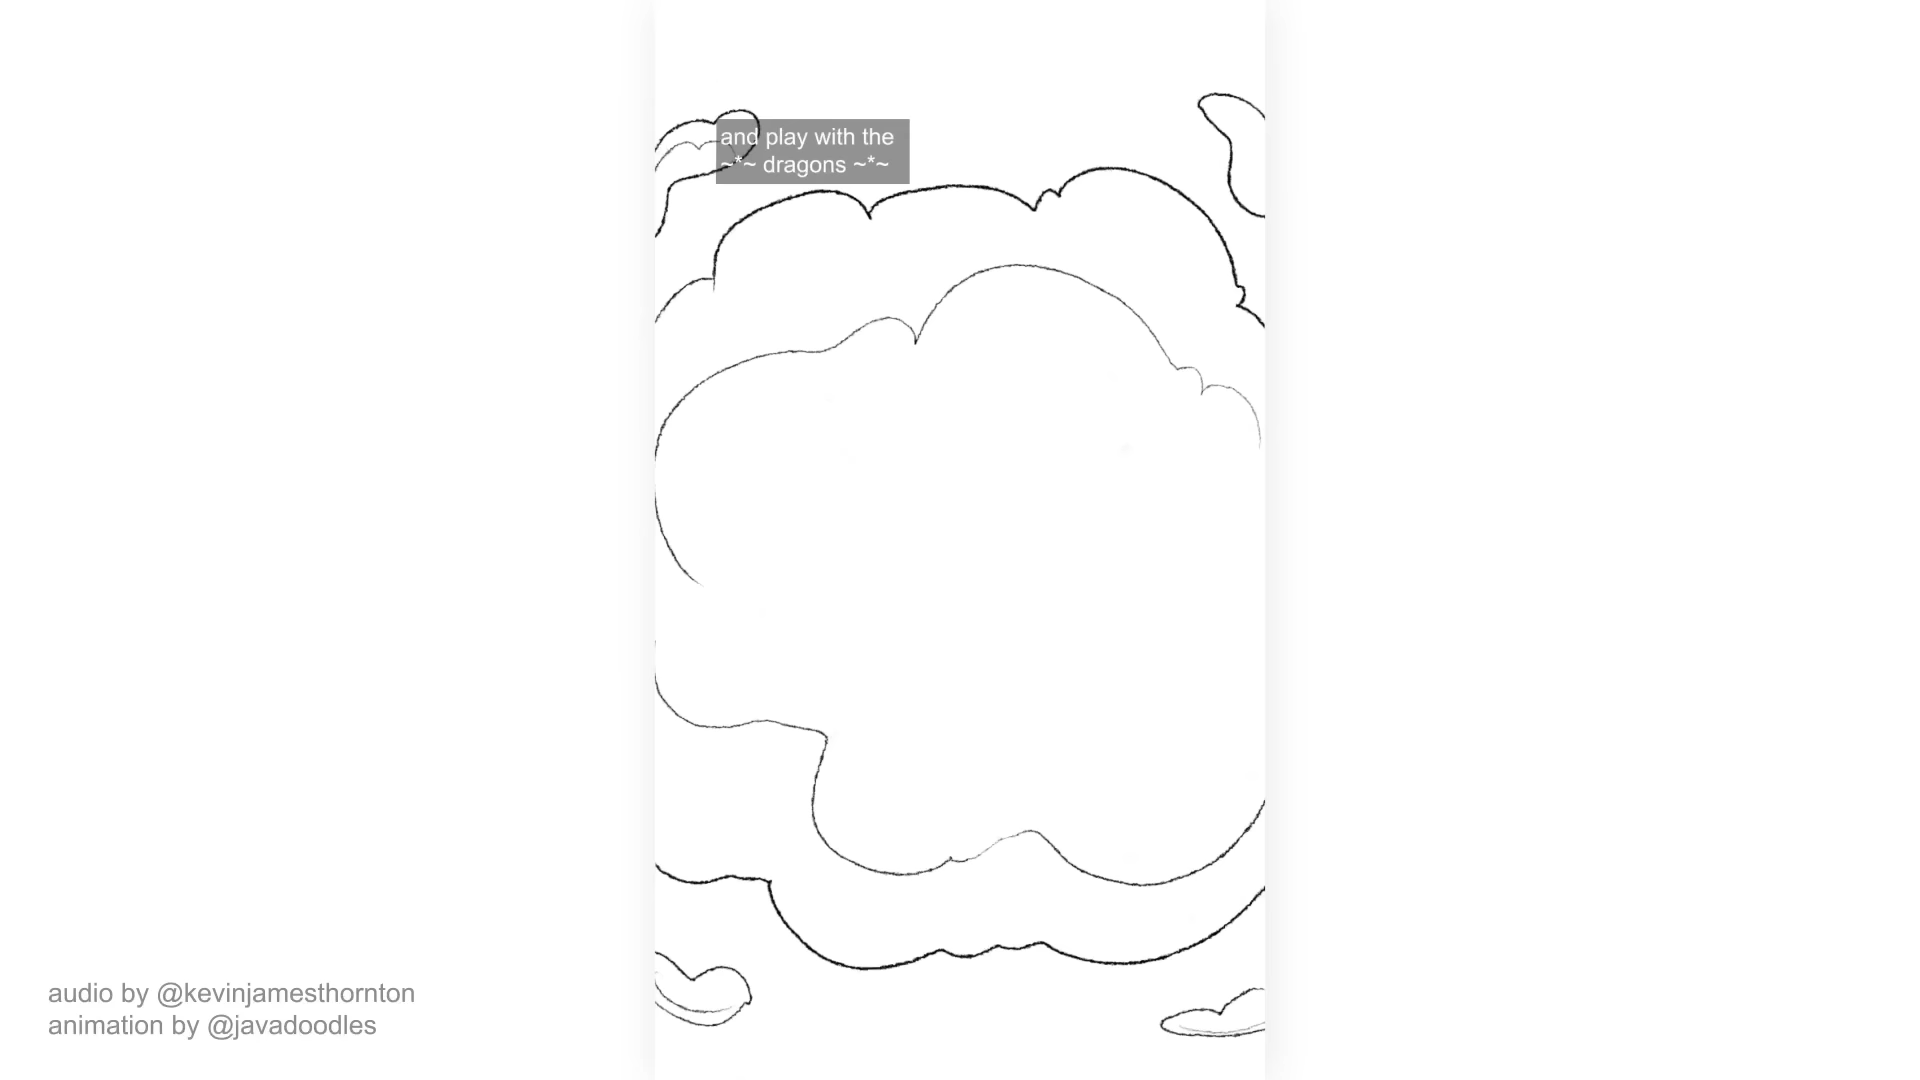 and play with the
~*~ dragons ~*~
audio by @kevinjamesthornton
animation by @javadoodles